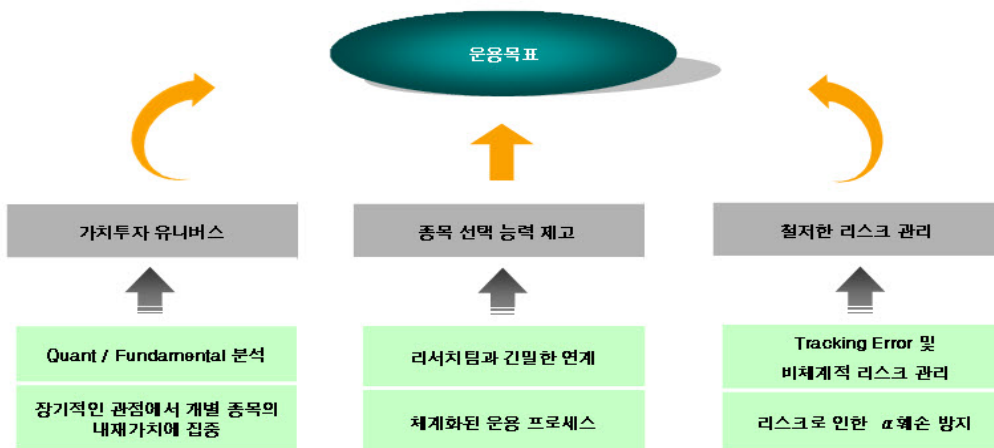 운용목표
가치투자 유니버스
종목 선택 능력 제고
철저한 리스크 관리
Quant / Fundamental 분석
장기적인 관점에서 개별 종목의
내재가치에 집중
리서치팀과 긴밀한 연계
체계화된 운용 프로세스
Tracking Error 및
비체계적 리스크 관리
리스크로 인한 α훼손 방지